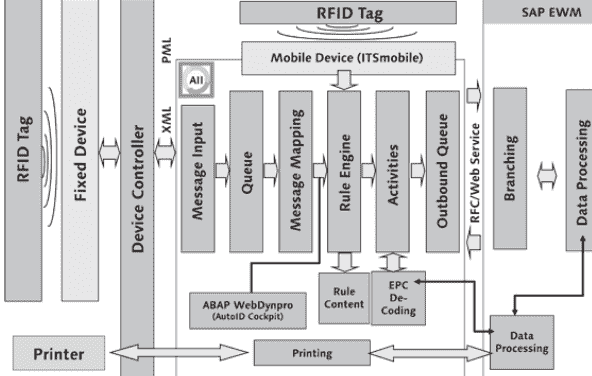 RFID Tag
SAP EWM
Mobile Device (ITSmobile)
PML
XML
AII
RFID Tag
Fixed Device
Device Controller
Message Input
Queue
Message Mapping
Rule Engine
Activities
Outbound Queue
RFC/Web Service
Branching
Data Processing
ABAP WebDynpro
(AutoID Cockpit)
Rule
Content
EPC
De-
Coding
Data
Processing
Printer
Printing